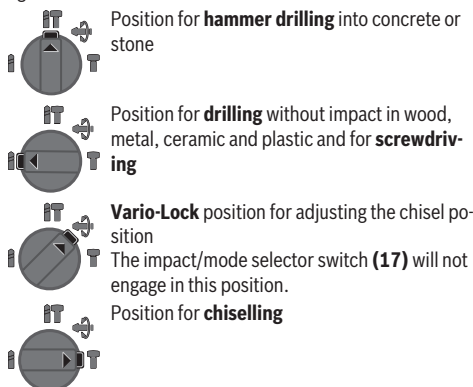 Position for hammer drilling into concrete or
stone
Position for drilling without impact in wood,
metal, ceramic and plastic and for screwdriv-
ing
Vario-Lock position for adjusting the chisel po-
sition
The impact/mode selector switch (17) will not
engage in this position.
Position for chiselling